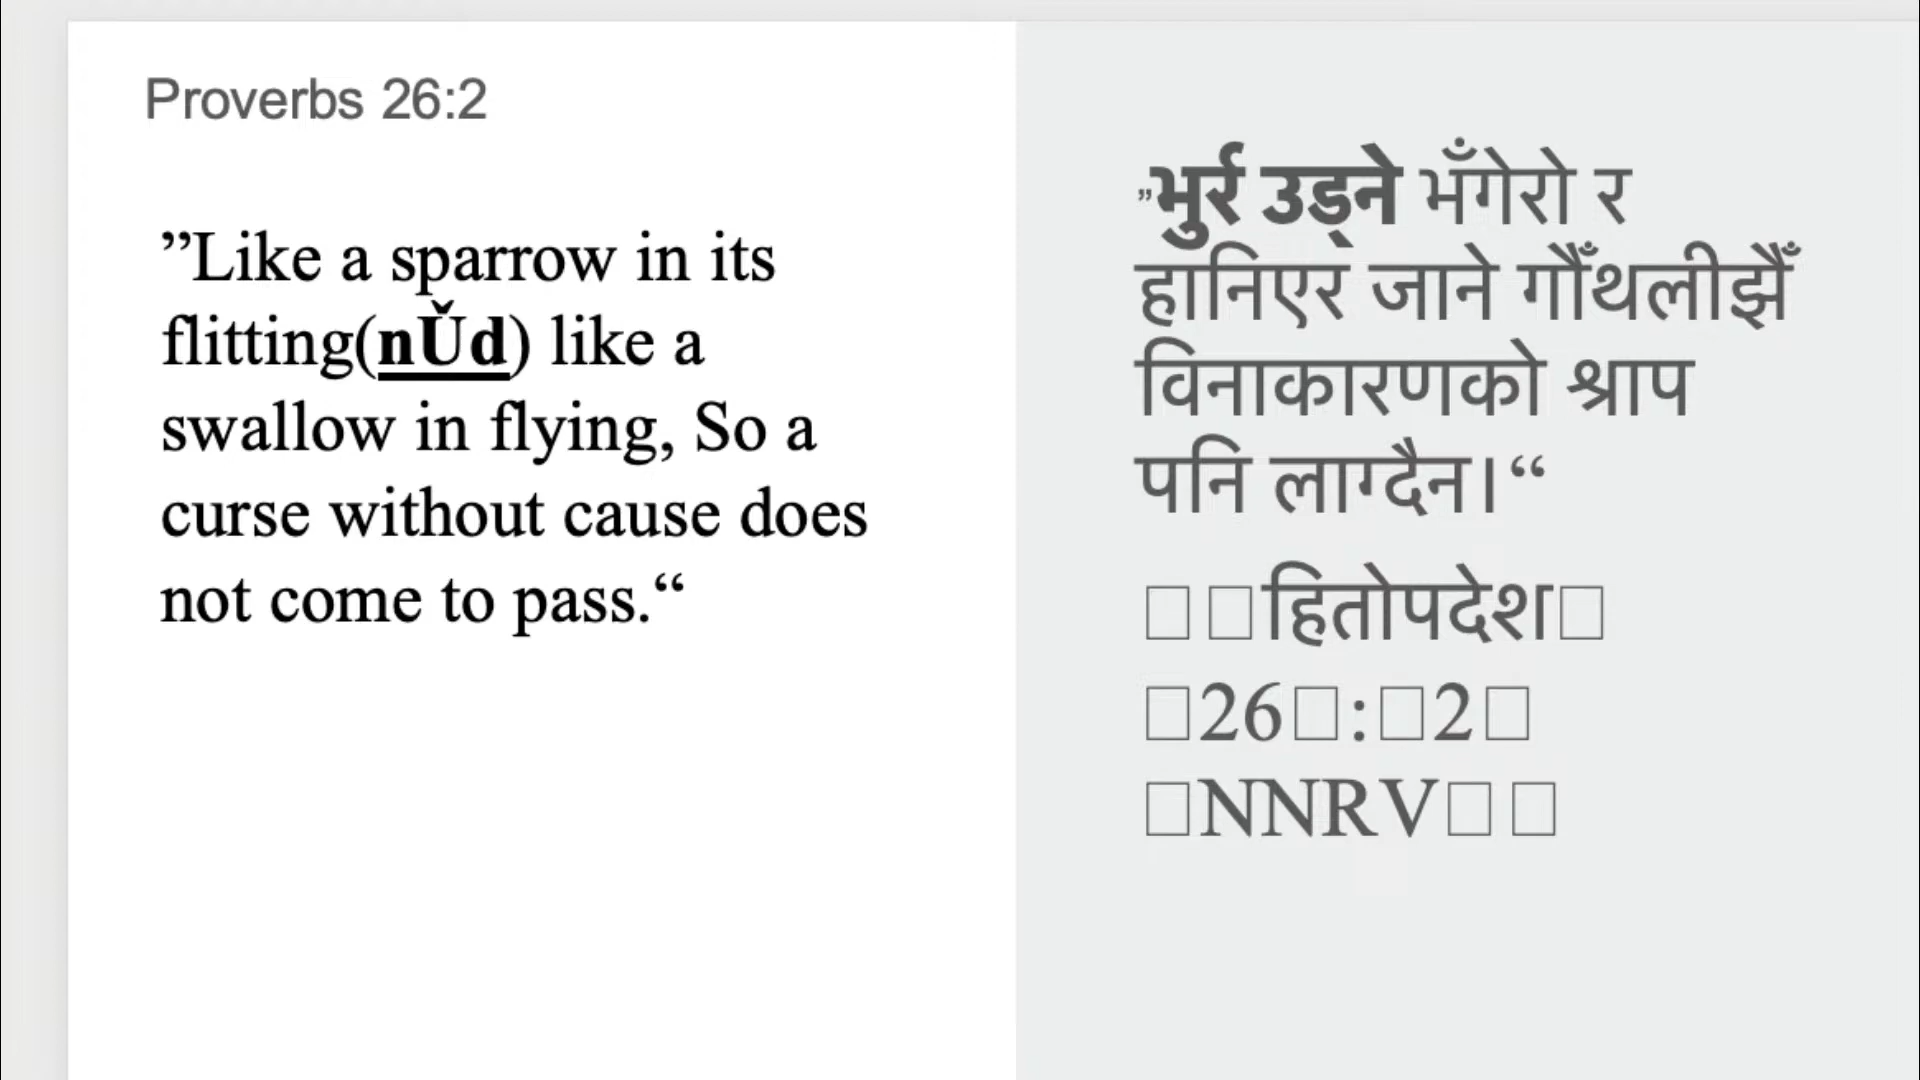 Proverbs 26:2
”Like a sparrow in its
flitting(nǓd) like a
swallow in flying, So a
curse without cause does
not come to pass.“
”भुर्र उड्‌ने भँगेरो र
हानिएर जाने गौँथलीझैँ
विनाकारणको श्राप
पनि लाग्दैन।“
□□हितोपदेश□
□26□:□2□
□NNRV□□